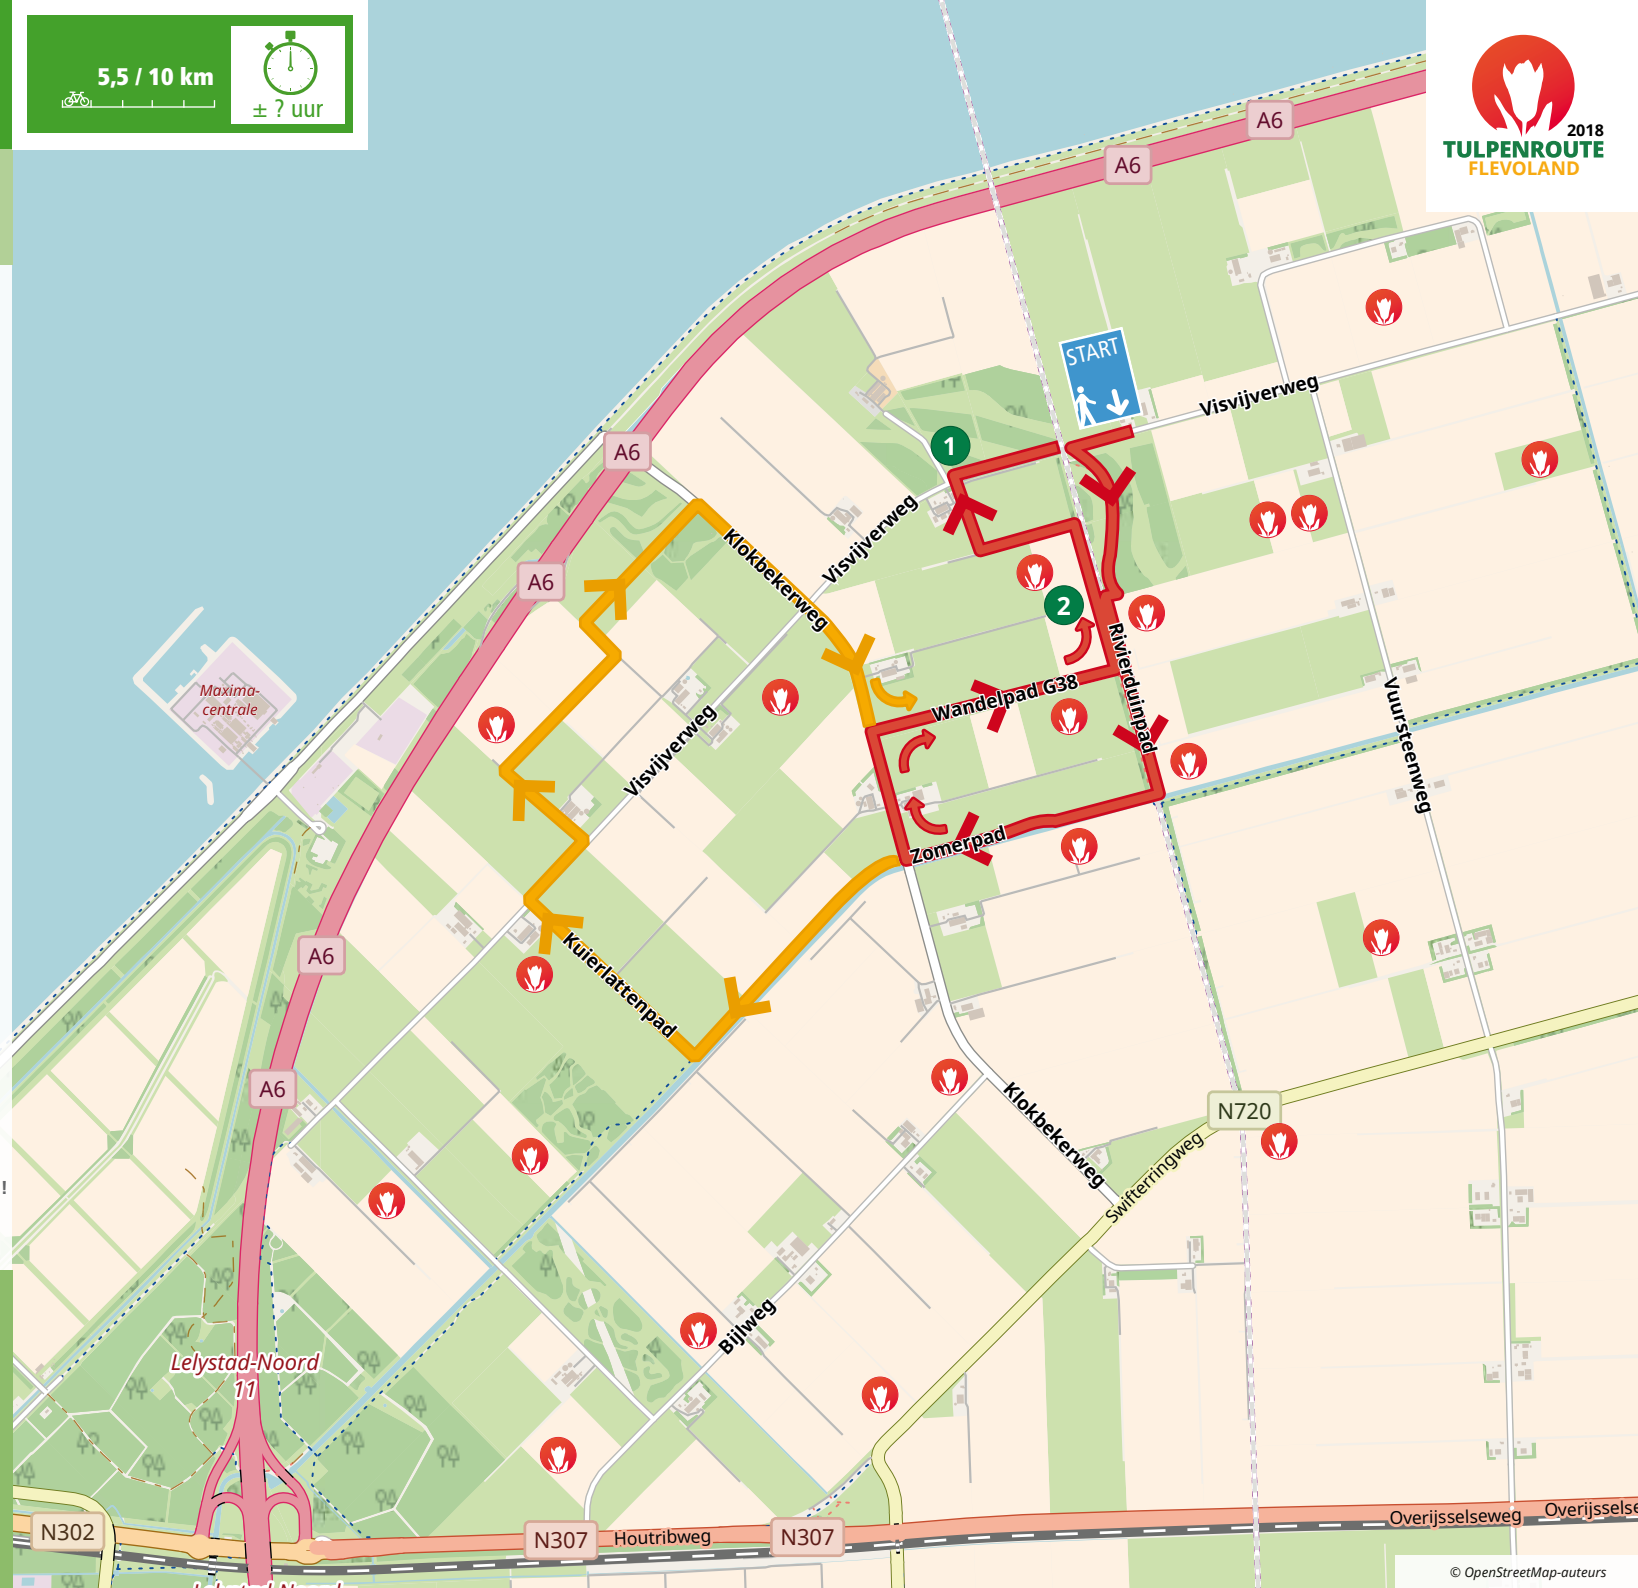 5,5 / 10 km
± ? uur
2018
TULPENROUTE
FLEVOLAND
A6
A6
START
Visvijverweg
1
A6
Visvijverweg
Klokbekerweg
A6
2
Rivierduinpad
Maxima-
centrale
Wandelpad G38
Vuursteenweg
Visvijverweg
Zomerpad
A6
Kuierlattenpad
A6
Klokbekerweg
N720
Swifterringweg
!!
Bijlweg
Lelystad-Noord
11
N302
N307
Houtribweg
N307
Overijsselseweg
Overijsselse
© OpenStreetMap-auteurs